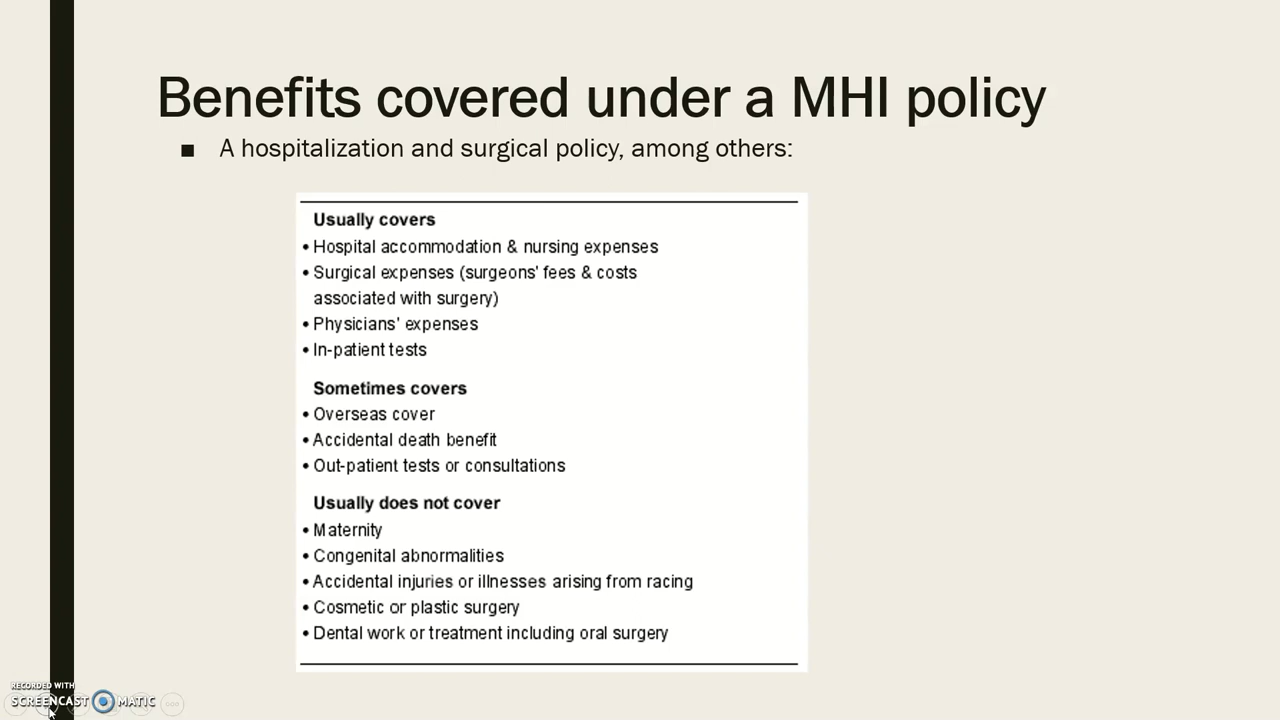 Benefits covered under a MHI policy
■ A hospitalization and surgical policy, among others:
Usually covers
• Hospital accommodation & nursing expenses
• Surgical expenses (surgeons' fees & costs
associated with surgery)
• Physicians' expenses
• In-patient tests
Sometimes covers
• Overseas cover
• Accidental death benefit
• Out-patient tests or consultations
Usually does not cover
• Maternity
• Congenital abnormalities
• Accidental injuries or illnesses arising from racing
• Cosmetic or plastic surgery
• Dental work or treatment including oral surgery
RECORDED WITH
SCREENCAST MATIC